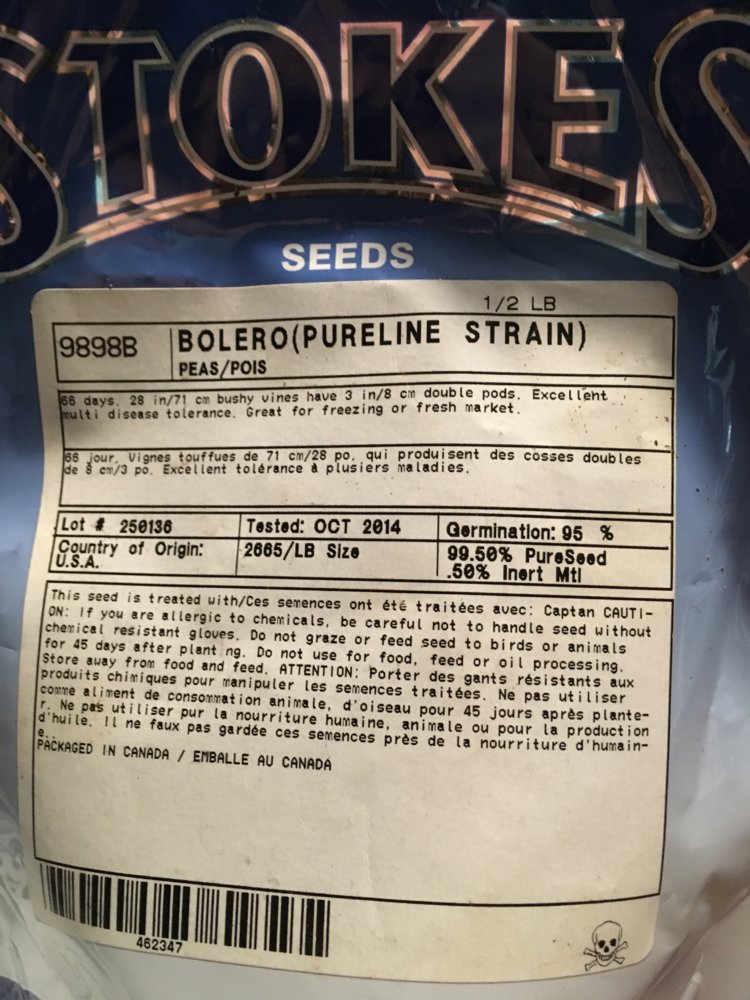 STOKES
SEEDS
1/2 LB
9898B BOLERO(PURELINE STRAIN)
PEAS/POIS
66 days. 28 in/71 cm bushy vines have 3 in/8 cm double pods. Excellent
multi disease tolerance. Great for freezing or fresh market.
66 jour. Vignes touffues de 71 cm/28 po, qui produisent des cosses doubles
de 8 cm/3 po. Excellent tolérance à plusiers maladies.
Lot # 250136 Tested: OCT 2014 Germination: 95 %
Country of Origin: 2665/LB Size 99.50% PureSeed
U.S.A. .50% Inert Mtl
This seed is treated with/Ces semences ont été traitées avec: Captan CAUTI-
ON: If you are allergic to chemicals, be careful not to handle seed without
chemical resistant gloves. Do not graze or feed seed to birds or animals
for 45 days after planting. Do not use for food, feed or oil processing.
Store away from food and feed. ATTENTION: Porter des gants résistants aux
produits chimiques pour manipuler les semences traitées. Ne pas utiliser
comme aliment de consommation animale, d'oiseau pour 45 jours après plante-
r. Ne pas utiliser pur la nourriture humaine, animale ou pour la production
d'huile. Il ne faux pas gardée ces semences près de la nourriture d'humain-
e.
PACKAGED IN CANADA / EMBALLE AU CANADA
462347